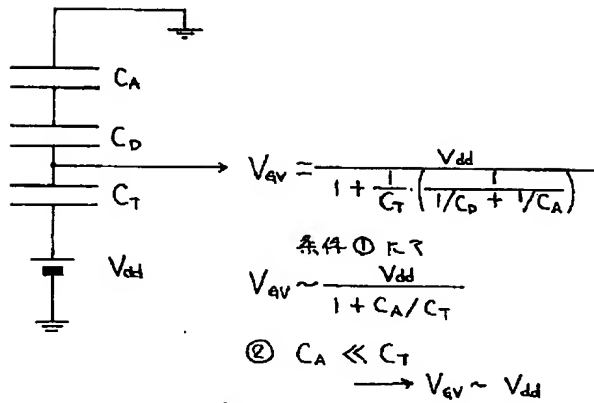 C_A
C_D
C_T
V_dd
V_GV = V_dd / (1 + 1/C_T · (1 / (1/C_D + 1/C_A)))
条件① にて
V_GV ~ V_dd / (1 + C_A/C_T)
② C_A ≪ C_T
→ V_GV ~ V_dd